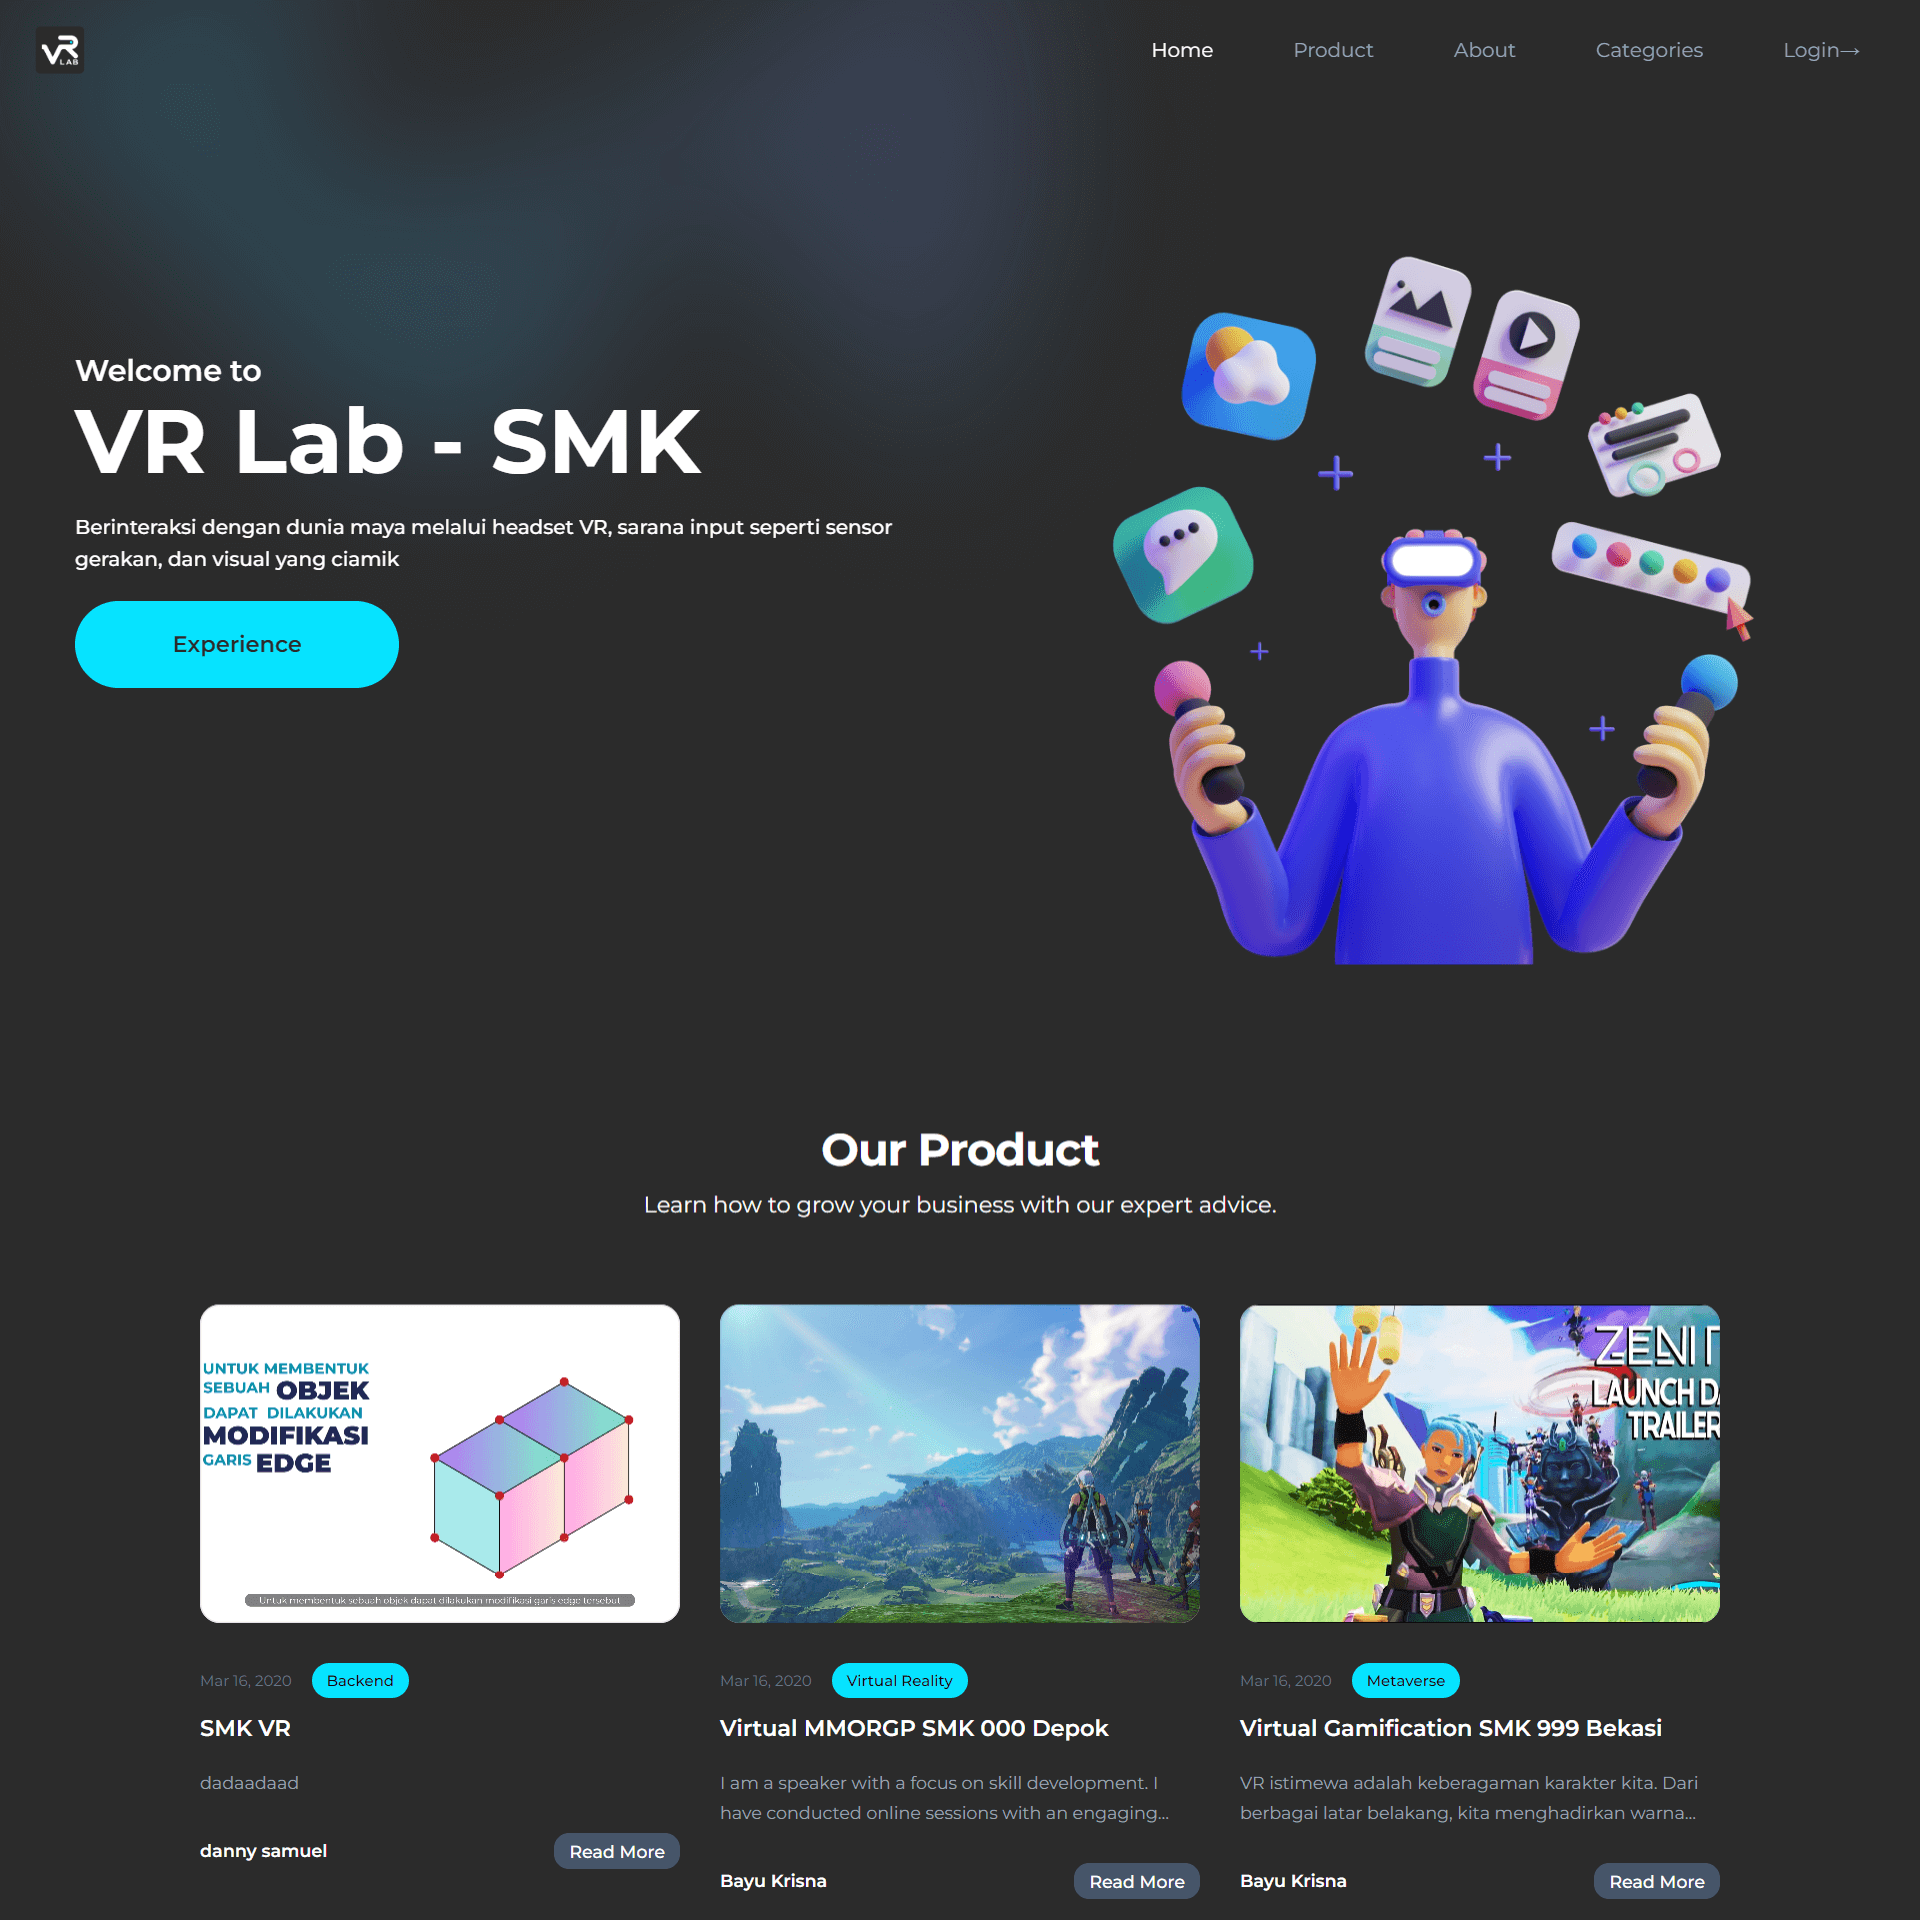 VR
LAB
Home
Product
About
Categories
Login→
Welcome to
VR Lab - SMK
Berinteraksi dengan dunia maya melalui headset VR, sarana input seperti sensor
gerakan, dan visual yang ciamik
Experience
Our Product
Learn how to grow your business with our expert advice.
UNTUK MEMBENTUK
SEBUAH OBJEK
DAPAT DILAKUKAN
MODIFIKASI
GARIS EDGE
Untuk membentuk sebuah objek dapat dilakukan modifikasi garis edge tersebut
ZENIT
LAUNCH DA
TRAILER
Mar 16, 2020
Backend
SMK VR
dadaadaad
danny samuel
Read More
Mar 16, 2020
Virtual Reality
Virtual MMORGP SMK 000 Depok
I am a speaker with a focus on skill development. I
have conducted online sessions with an engaging...
Bayu Krisna
Read More
Mar 16, 2020
Metaverse
Virtual Gamification SMK 999 Bekasi
VR istimewa adalah keberagaman karakter kita. Dari
berbagai latar belakang, kita menghadirkan warna...
Bayu Krisna
Read More